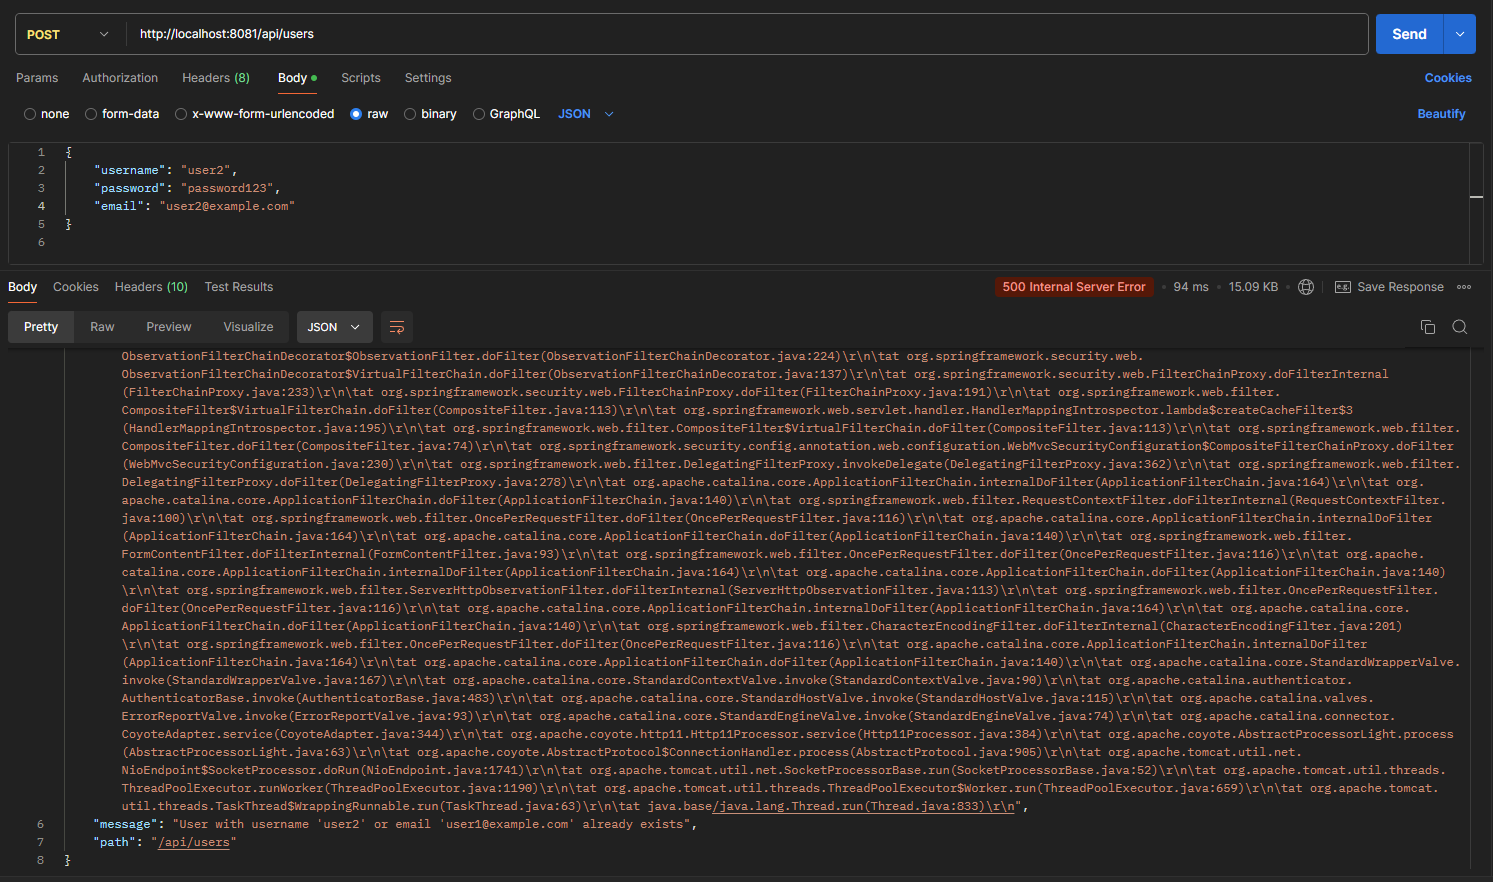 POST
http://localhost:8081/api/users
Send
Params Authorization Headers (8) Body Scripts Settings Cookies
none form-data x-www-form-urlencoded raw binary GraphQL JSON Beautify
1 {
2 "username": "user2",
3 "password": "password123",
4 "email": "user2@example.com"
5 }
6
Body Cookies Headers (10) Test Results 500 Internal Server Error 94 ms 15.09 KB e.g. Save Response
Pretty Raw Preview Visualize JSON
ObservationFilterChainDecorator$ObservationFilter.doFilter(ObservationFilterChainDecorator.java:224)\r\n\tat org.springframework.security.web.
ObservationFilterChainDecorator$VirtualFilterChain.doFilter(ObservationFilterChainDecorator.java:137)\r\n\tat org.springframework.security.web.FilterChainProxy.doFilterInternal
(FilterChainProxy.java:233)\r\n\tat org.springframework.security.web.FilterChainProxy.doFilter(FilterChainProxy.java:191)\r\n\tat org.springframework.web.filter.
CompositeFilter$VirtualFilterChain.doFilter(CompositeFilter.java:113)\r\n\tat org.springframework.web.servlet.handler.HandlerMappingIntrospector.lambda$createCacheFilter$3
(HandlerMappingIntrospector.java:195)\r\n\tat org.springframework.web.filter.CompositeFilter$VirtualFilterChain.doFilter(CompositeFilter.java:113)\r\n\tat org.springframework.web.filter.
CompositeFilter.doFilter(CompositeFilter.java:74)\r\n\tat org.springframework.security.config.annotation.web.configuration.WebMvcSecurityConfiguration$CompositeFilterChainProxy.doFilter
(WebMvcSecurityConfiguration.java:230)\r\n\tat org.springframework.web.filter.DelegatingFilterProxy.invokeDelegate(DelegatingFilterProxy.java:362)\r\n\tat org.springframework.web.filter.
DelegatingFilterProxy.doFilter(DelegatingFilterProxy.java:278)\r\n\tat org.apache.catalina.core.ApplicationFilterChain.internalDoFilter(ApplicationFilterChain.java:164)\r\n\tat org.
apache.catalina.core.ApplicationFilterChain.doFilter(ApplicationFilterChain.java:140)\r\n\tat org.springframework.web.filter.RequestContextFilter.doFilterInternal(RequestContextFilter.
java:100)\r\n\tat org.springframework.web.filter.OncePerRequestFilter.doFilter(OncePerRequestFilter.java:116)\r\n\tat org.apache.catalina.core.ApplicationFilterChain.internalDoFilter
(ApplicationFilterChain.java:164)\r\n\tat org.apache.catalina.core.ApplicationFilterChain.doFilter(ApplicationFilterChain.java:140)\r\n\tat org.springframework.web.filter.
FormContentFilter.doFilterInternal(FormContentFilter.java:93)\r\n\tat org.springframework.web.filter.OncePerRequestFilter.doFilter(OncePerRequestFilter.java:116)\r\n\tat org.apache.
catalina.core.ApplicationFilterChain.internalDoFilter(ApplicationFilterChain.java:164)\r\n\tat org.apache.catalina.core.ApplicationFilterChain.doFilter(ApplicationFilterChain.java:140)
\r\n\tat org.springframework.web.filter.ServerHttpObservationFilter.doFilterInternal(ServerHttpObservationFilter.java:113)\r\n\tat org.springframework.web.filter.OncePerRequestFilter.
doFilter(OncePerRequestFilter.java:116)\r\n\tat org.apache.catalina.core.ApplicationFilterChain.internalDoFilter(ApplicationFilterChain.java:164)\r\n\tat org.apache.catalina.core.
ApplicationFilterChain.doFilter(ApplicationFilterChain.java:140)\r\n\tat org.springframework.web.filter.CharacterEncodingFilter.doFilterInternal(CharacterEncodingFilter.java:201)
\r\n\tat org.springframework.web.filter.OncePerRequestFilter.doFilter(OncePerRequestFilter.java:116)\r\n\tat org.apache.catalina.core.ApplicationFilterChain.internalDoFilter
(ApplicationFilterChain.java:164)\r\n\tat org.apache.catalina.core.ApplicationFilterChain.doFilter(ApplicationFilterChain.java:140)\r\n\tat org.apache.catalina.core.StandardWrapperValve.
invoke(StandardWrapperValve.java:167)\r\n\tat org.apache.catalina.core.StandardContextValve.invoke(StandardContextValve.java:90)\r\n\tat org.apache.catalina.authenticator.
AuthenticatorBase.invoke(AuthenticatorBase.java:483)\r\n\tat org.apache.catalina.core.StandardHostValve.invoke(StandardHostValve.java:115)\r\n\tat org.apache.catalina.valves.
ErrorReportValve.invoke(ErrorReportValve.java:93)\r\n\tat org.apache.catalina.core.StandardEngineValve.invoke(StandardEngineValve.java:74)\r\n\tat org.apache.catalina.connector.
CoyoteAdapter.service(CoyoteAdapter.java:344)\r\n\tat org.apache.coyote.http11.Http11Processor.service(Http11Processor.java:384)\r\n\tat org.apache.coyote.AbstractProcessorLight.process
(AbstractProcessorLight.java:63)\r\n\tat org.apache.coyote.AbstractProtocol$ConnectionHandler.process(AbstractProtocol.java:905)\r\n\tat org.apache.tomcat.util.net.
NioEndpoint$SocketProcessor.doRun(NioEndpoint.java:1741)\r\n\tat org.apache.tomcat.util.net.SocketProcessorBase.run(SocketProcessorBase.java:52)\r\n\tat org.apache.tomcat.util.threads.
ThreadPoolExecutor.runWorker(ThreadPoolExecutor.java:1190)\r\n\tat org.apache.tomcat.util.threads.ThreadPoolExecutor$Worker.run(ThreadPoolExecutor.java:659)\r\n\tat org.apache.tomcat.
util.threads.TaskThread$WrappingRunnable.run(TaskThread.java:63)\r\n\tat java.base/java.lang.Thread.run(Thread.java:833)\r\n",
6 "message": "User with username 'user2' or email 'user1@example.com' already exists",
7 "path": "/api/users"
8 }